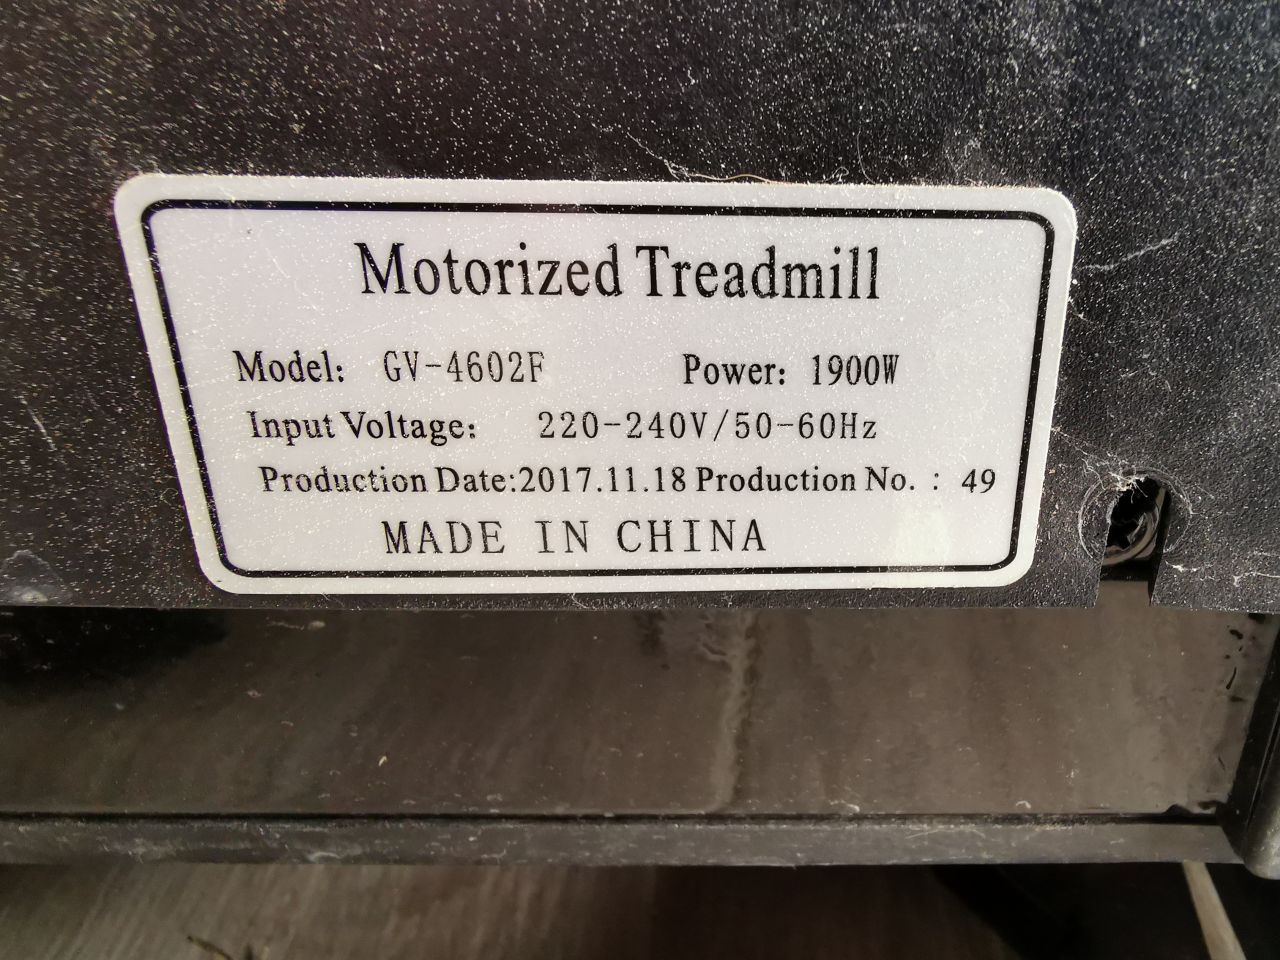 Motorized Treadmill
Model: GV-4602F Power: 1900W
Input Voltage: 220-240V/50-60Hz
Production Date:2017.11.18 Production No. : 49
MADE IN CHINA